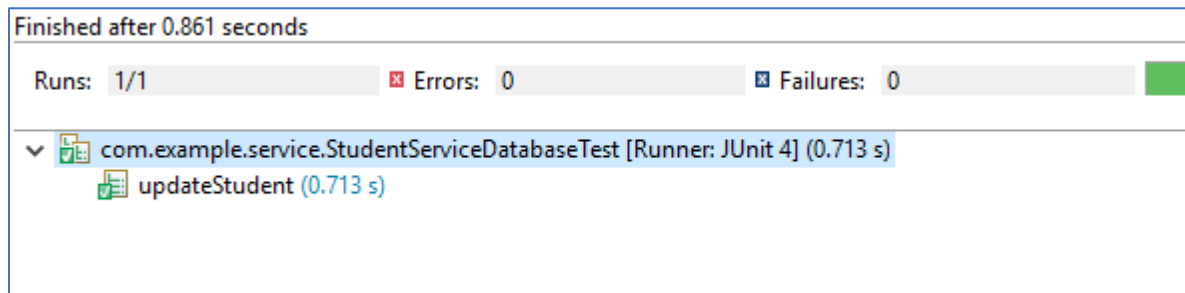 Finished after 0.861 seconds
Runs: 1/1 Errors: 0 Failures: 0
com.example.service.StudentServiceDatabaseTest [Runner: JUnit 4] (0.713 s)
updateStudent (0.713 s)